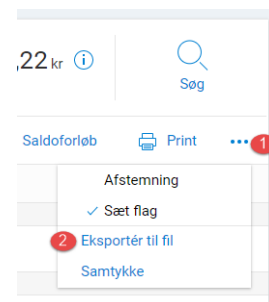 ,22 kr i
Søg
Saldoforløb Print ... 1
Afstemning
✓ Sæt flag
2 Eksportér til fil
Samtykke